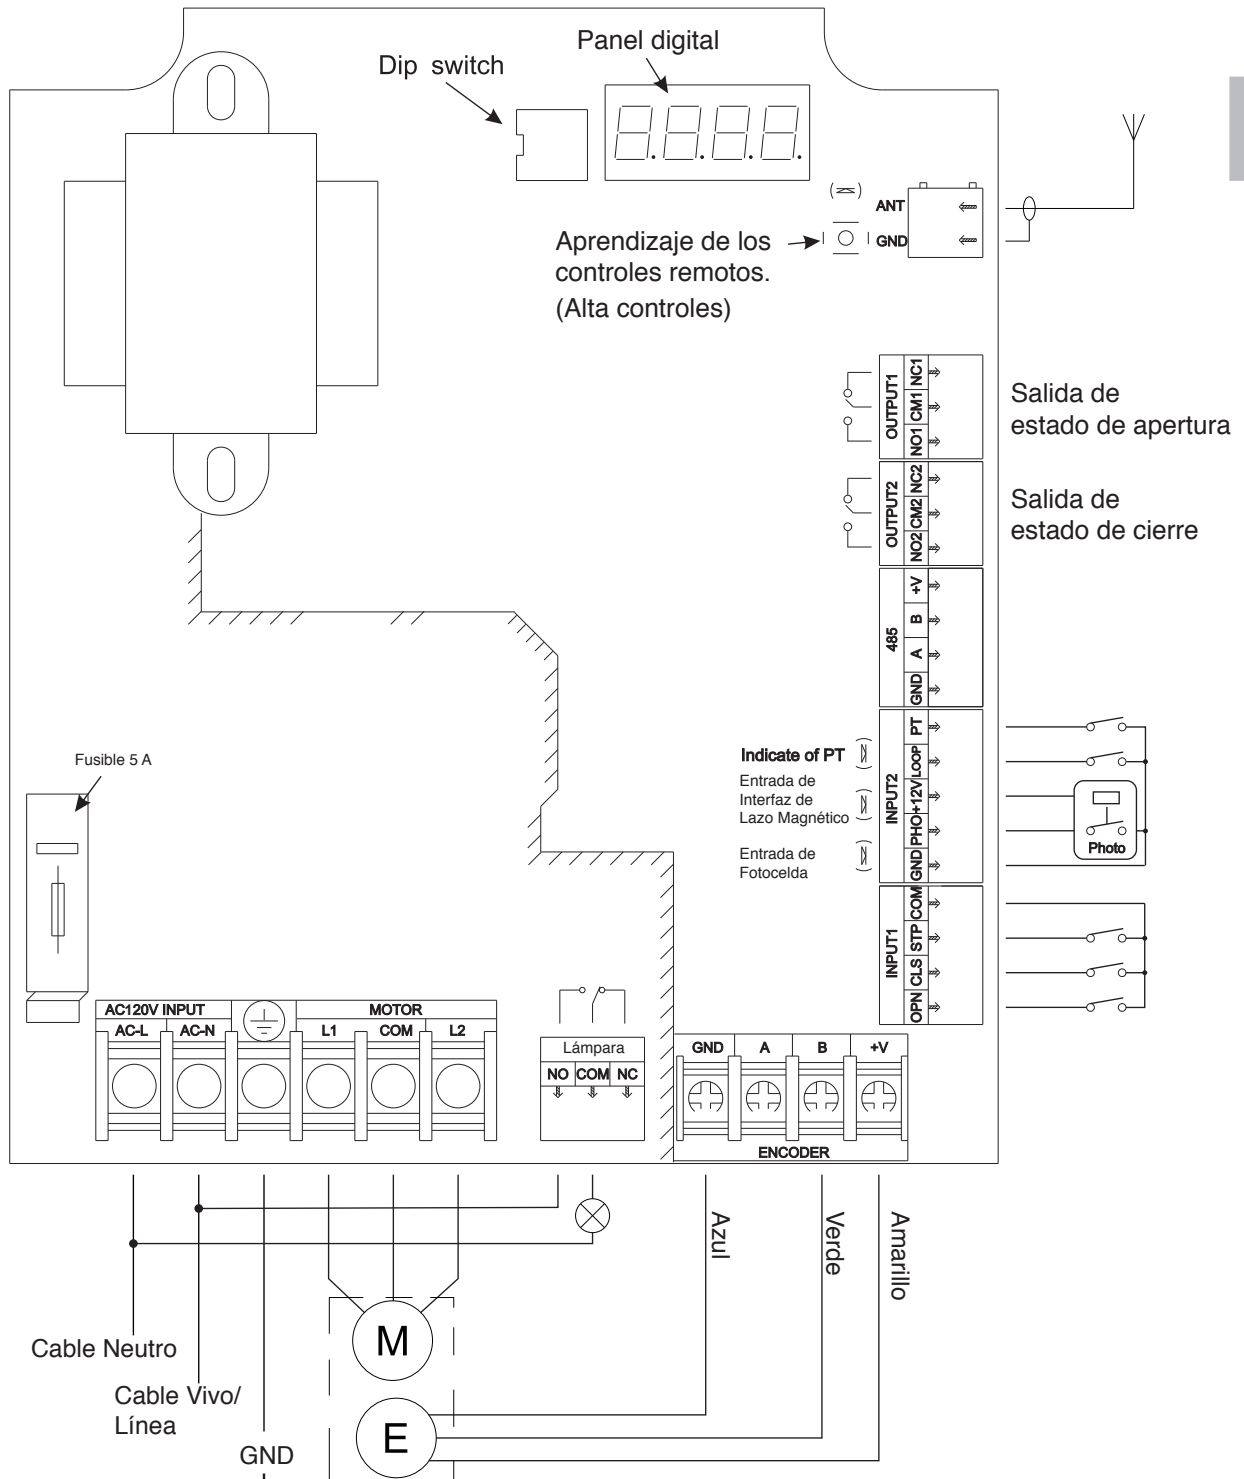 Panel digital
Dip switch
ANT
GND
Aprendizaje de los
controles remotos.
(Alta controles)
OUTPUT1
NC1
CM1
NO1
Salida de
estado de apertura
OUTPUT2
NC2
CM2
NO2
Salida de
estado de cierre
485
+V
B
A
GND
INPUT2
PT
LOOP
+12V
PHO
GND
Indicate of PT
Entrada de
Interfaz de
Lazo Magnético
Entrada de
Fotocelda
Photo
INPUT1
COM
STP
CLS
OPN
Fusible 5 A
AC120V INPUT
MOTOR
AC-L
AC-N
L1
COM
L2
Lámpara
NO
COM
NC
GND
A
B
+V
ENCODER
Azul
Verde
Amarillo
M
E
Cable Neutro
Cable Vivo/
Línea
GND